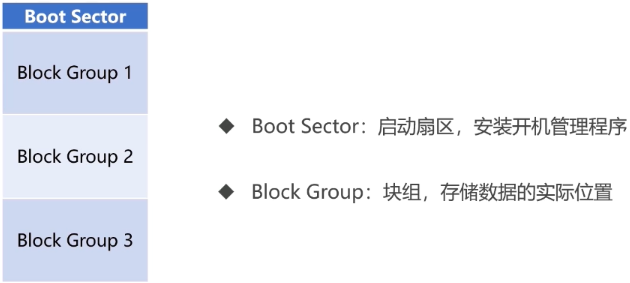 Boot Sector
Block Group 1
Block Group 2
Block Group 3
◆ Boot Sector：启动扇区，安装开机管理程序
◆ Block Group：块组，存储数据的实际位置